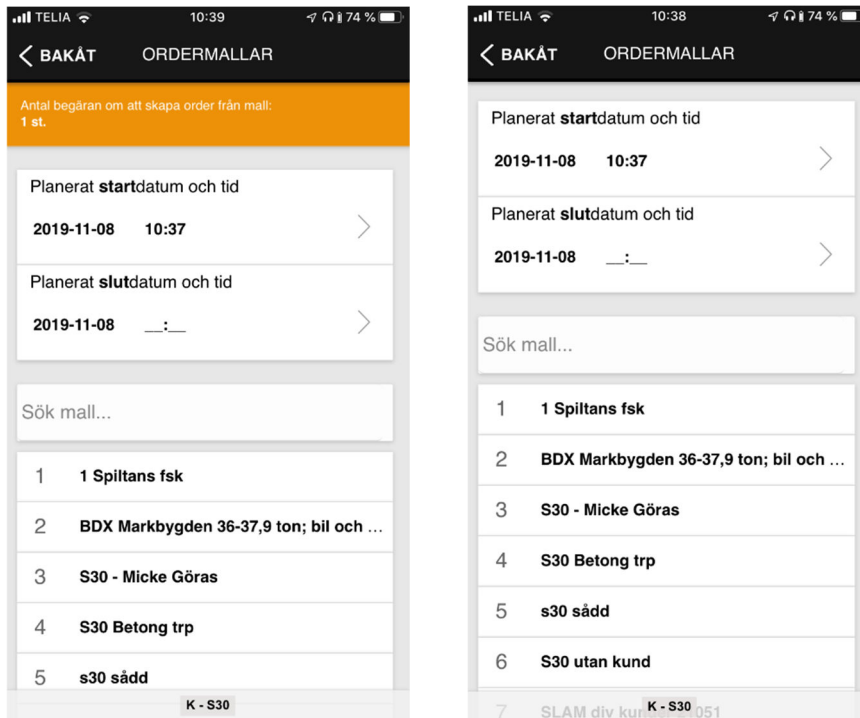 TELIA 10:39 74 %
BAKÅT ORDERMALLAR
Antal begäran om att skapa order från mall:
1 st.
Planerat startdatum och tid
2019-11-08 10:37
Planerat slutdatum och tid
2019-11-08 __:__
Sök mall...
1 1 Spiltans fsk
2 BDX Markbygden 36-37,9 ton; bil och ...
3 S30 - Micke Göras
4 S30 Betong trp
5 s30 sådd
K - S30
TELIA 10:38 74 %
BAKÅT ORDERMALLAR
Planerat startdatum och tid
2019-11-08 10:37
Planerat slutdatum och tid
2019-11-08 __:__
Sök mall...
1 1 Spiltans fsk
2 BDX Markbygden 36-37,9 ton; bil och ...
3 S30 - Micke Göras
4 S30 Betong trp
5 s30 sådd
6 S30 utan kund
7 SLAM div 051
K - S30